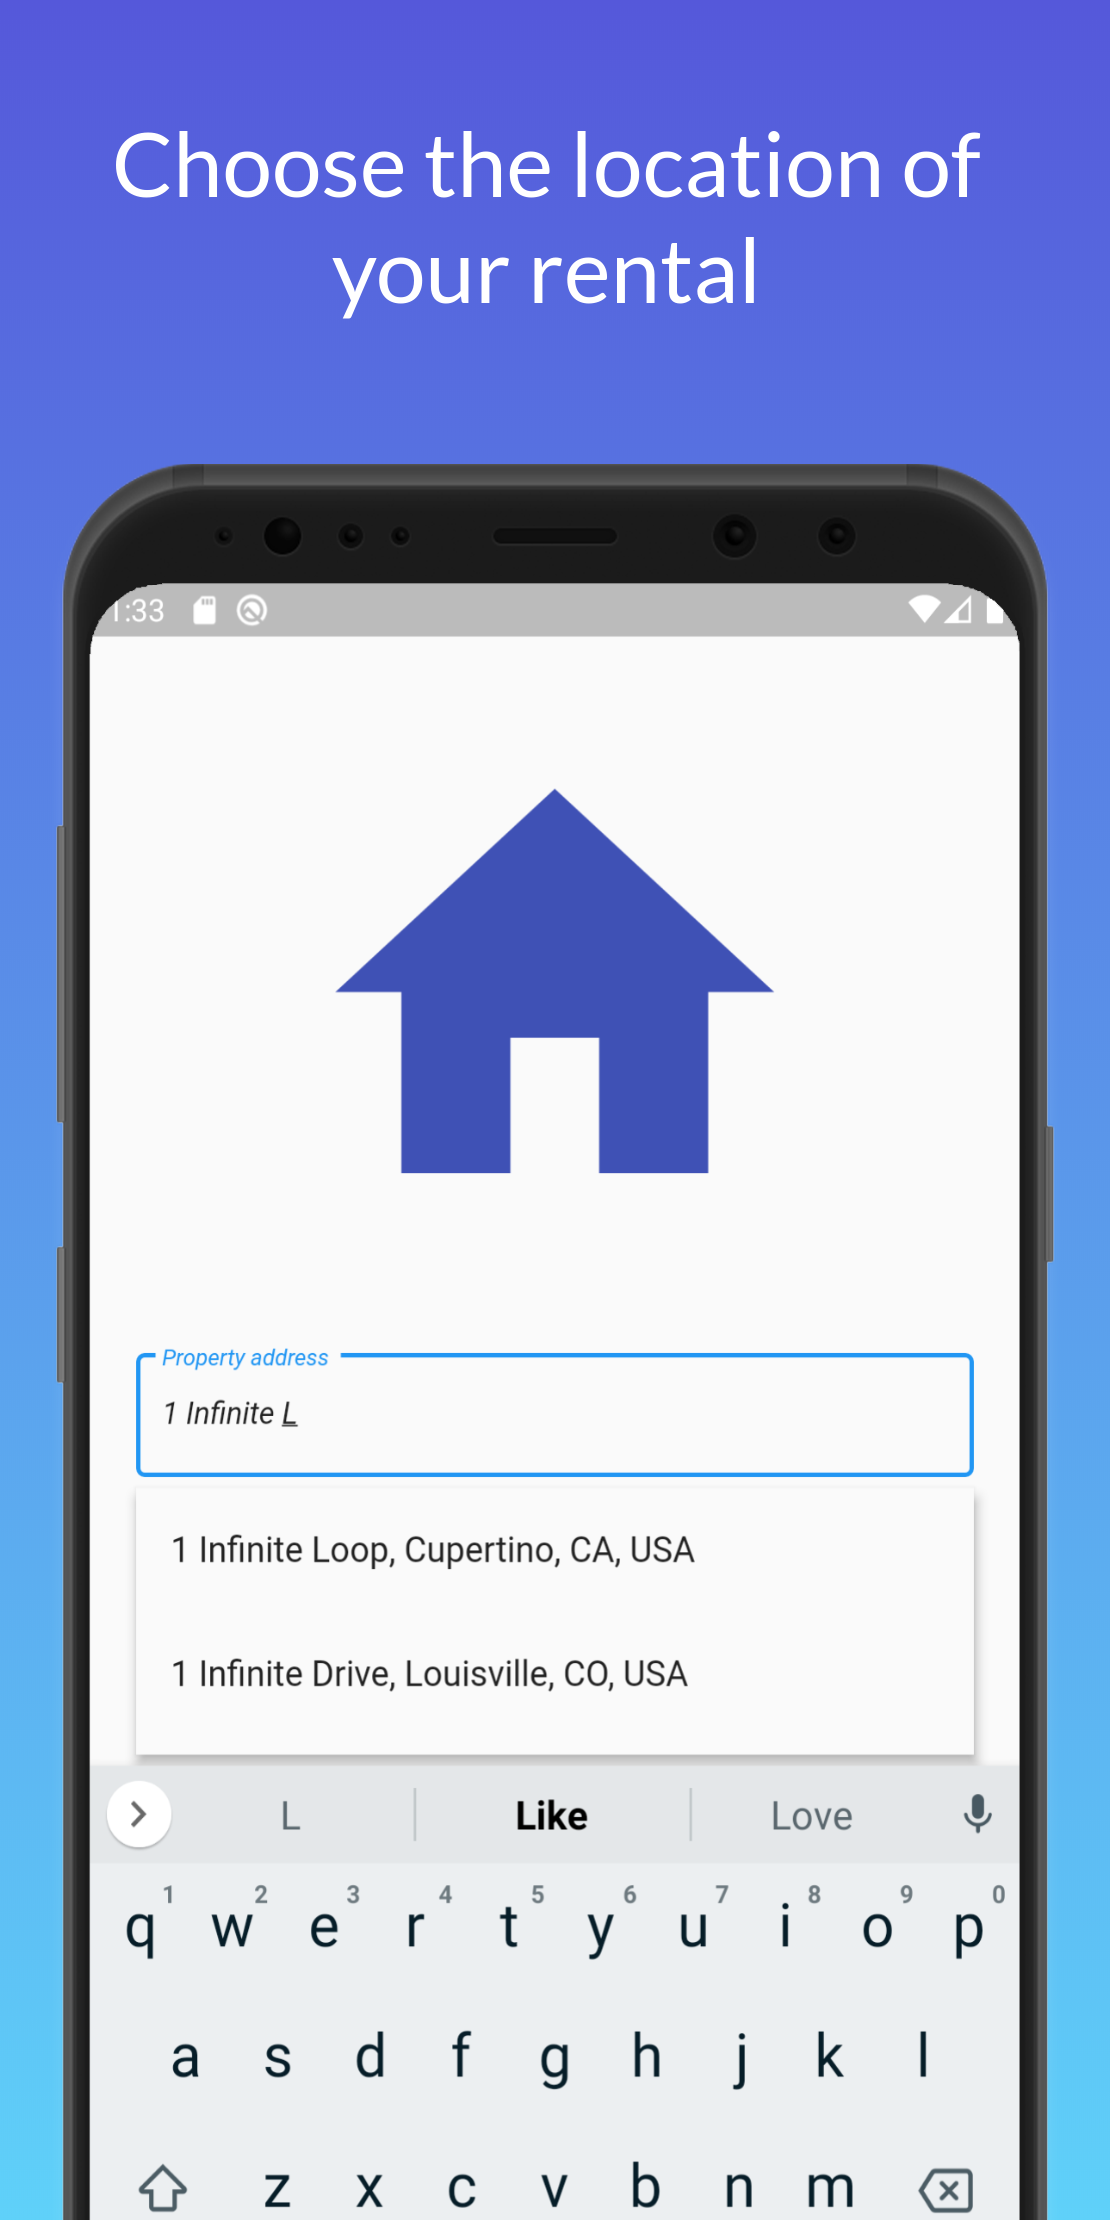 Choose the location of
your rental
1:33
Property address
1 Infinite L
1 Infinite Loop, Cupertino, CA, USA
1 Infinite Drive, Louisville, CO, USA
L Like Love
1 2 3 4 5 6 7 8 9 0
q w e r t y u i o p
a s d f g h j k l
z x c v b n m